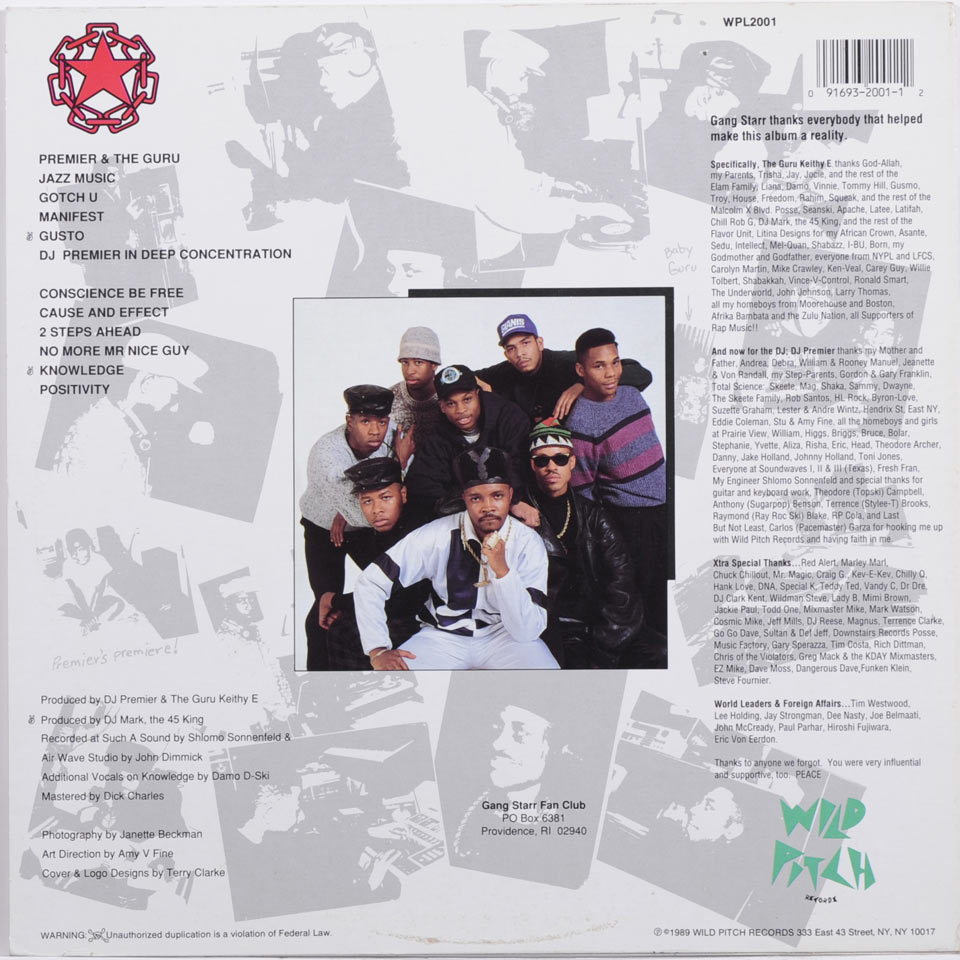 WPL2001
0 91693-2001-1 2
PREMIER & THE GURU
JAZZ MUSIC
GOTCH U
MANIFEST
GUSTO
DJ PREMIER IN DEEP CONCENTRATION
CONSCIENCE BE FREE
CAUSE AND EFFECT
2 STEPS AHEAD
NO MORE MR NICE GUY
KNOWLEDGE
POSITIVITY
Baby
Guru
GIANTS
Premier's premiere!
Produced by DJ Premier & The Guru Keithy E
Produced by DJ Mark, the 45 King
Recorded at Such A Sound by Shlomo Sonnenfeld &
Air Wave Studio by John Dimmick
Additional Vocals on Knowledge by Damo D-Ski
Mastered by Dick Charles
Photography by Janette Beckman
Art Direction by Amy V Fine
Cover & Logo Designs by Terry Clarke
Gang Starr Fan Club
PO Box 6381
Providence, RI 02940
Gang Starr thanks everybody that helped
make this album a reality.
Specifically, The Guru Keithy E thanks God-Allah,
my Parents, Trisha, Jay, Jocie, and the rest of the
Elam Family, Liana, Damo, Vinnie, Tommy Hill, Gusmo,
Troy, House, Freedom, Rahim, Squeak, and the rest of the
Malcolm X Blvd. Posse, Seanski, Apache, Latee, Latifah,
Chill Rob G, DJ Mark, the 45 King, and the rest of the
Flavor Unit, Litina Designs for my African Crown, Asante,
Sedu, Intellect, Mel-Quan, Shabazz, I-BU, Born, my
Godmother and Godfather, everyone from NYPL and LFCS,
Carolyn Martin, Mike Crawley, Ken-Veal, Carey Guy, Willie
Tolbert, Shabakkah, Vince-V-Control, Ronald Smart,
The Underworld, John Johnson, Larry Thomas,
all my homeboys from Moorehouse and Boston,
Afrika Bambata and the Zulu Nation, all Supporters of
Rap Music!!
And now for the DJ; DJ Premier thanks my Mother and
Father, Andrea, Debra, William & Rooney Manuel, Jeanette
& Von Randall, my Step-Parents, Gordon & Gary Franklin,
Total Science: Skeete, Mag, Shaka, Sammy, Dwayne,
The Skeete Family, Rob Santos, HL Rock, Byron-Love,
Suzette Graham, Lester & Andre Wintz, Hendrix St. East NY,
Eddie Coleman, Stu & Amy Fine, all the homeboys and girls
at Prairie View, William, Higgs, Briggs, Bruce, Bolar,
Stephanie, Yvette, Aliza, Risha, Eric, Head, Theodore Archer,
Danny, Jake Holland, Johnny Holland, Toni Jones,
Everyone at Soundwaves I, II & III (Texas), Fresh Fran,
My Engineer Shlomo Sonnenfeld and special thanks for
guitar and keyboard work, Theodore (Topski) Campbell,
Anthony (Sugarpop) Benson, Terrence (Stylee-T) Brooks,
Raymond (Ray Roc Ski) Blake, RP Cola, and Last
But Not Least, Carlos (Pacemaster) Garza for hooking me up
with Wild Pitch Records and having faith in me.
Xtra Special Thanks...Red Alert, Marley Marl,
Chuck Chillout, Mr. Magic, Craig G, Kev-E-Kev, Chilly O,
Hank Love, DNA, Special K, Teddy Ted, Vandy C, Dr Dre,
DJ Clark Kent, Wildman Steve, Lady B, Mimi Brown,
Jackie Paul, Todd One, Mixmaster Mike, Mark Watson,
Cosmic Mike, Jeff Mills, DJ Reese, Magnus, Terrence Clarke,
Go Go Dave, Sultan & Def Jeff, Downstairs Records Posse,
Music Factory, Gary Sperazza, Tim Costa, Rich Dittman,
Chris of the Violators, Greg Mack & the KDAY Mixmasters,
EZ Mike, Dave Moss, Dangerous Dave, Funken Klein,
Steve Fournier.
World Leaders & Foreign Affairs...Tim Westwood,
Lee Holding, Jay Strongman, Dee Nasty, Joe Belmaati,
John McCready, Paul Parhar, Hiroshi Fujiwara,
Eric Von Eerdon.
Thanks to anyone we forgot. You were very influential
and supportive, too. PEACE
WILD
PITCH
RECORDS
WARNING: Unauthorized duplication is a violation of Federal Law.
℗©1989 WILD PITCH RECORDS 333 East 43 Street, NY, NY 10017